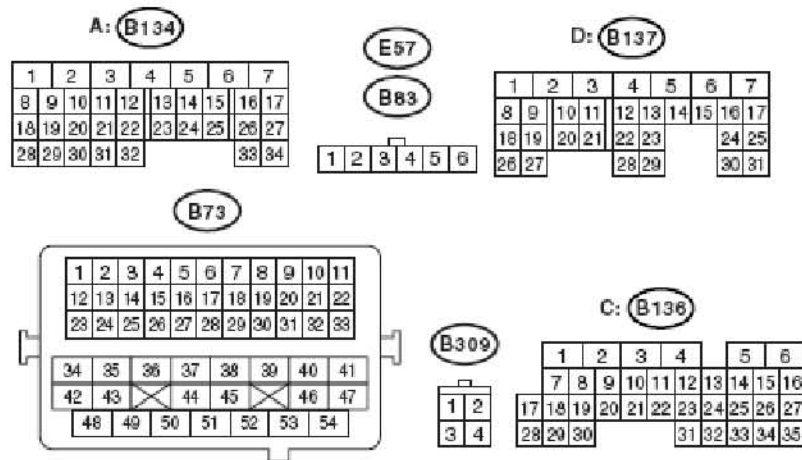 A: B134
1 2 3 4 5 6 7
8 9 10 11 12 13 14 15 16 17
18 19 20 21 22 23 24 25 26 27
28 29 30 31 32 33 34
E57
B83
1 2 3 4 5 6
D: B137
1 2 3 4 5 6 7
8 9 10 11 12 13 14 15 16 17
18 19 20 21 22 23 24 25
26 27 28 29 30 31
B73
1 2 3 4 5 6 7 8 9 10 11
12 13 14 15 16 17 18 19 20 21 22
23 24 25 26 27 28 29 30 31 32 33
34 35 36 37 38 39 40 41
42 43 44 45 46 47
48 49 50 51 52 53 54
B309
1 2
3 4
C: B136
1 2 3 4 5 6
7 8 9 10 11 12 13 14 15 16
17 18 19 20 21 22 23 24 25 26 27
28 29 30 31 32 33 34 35